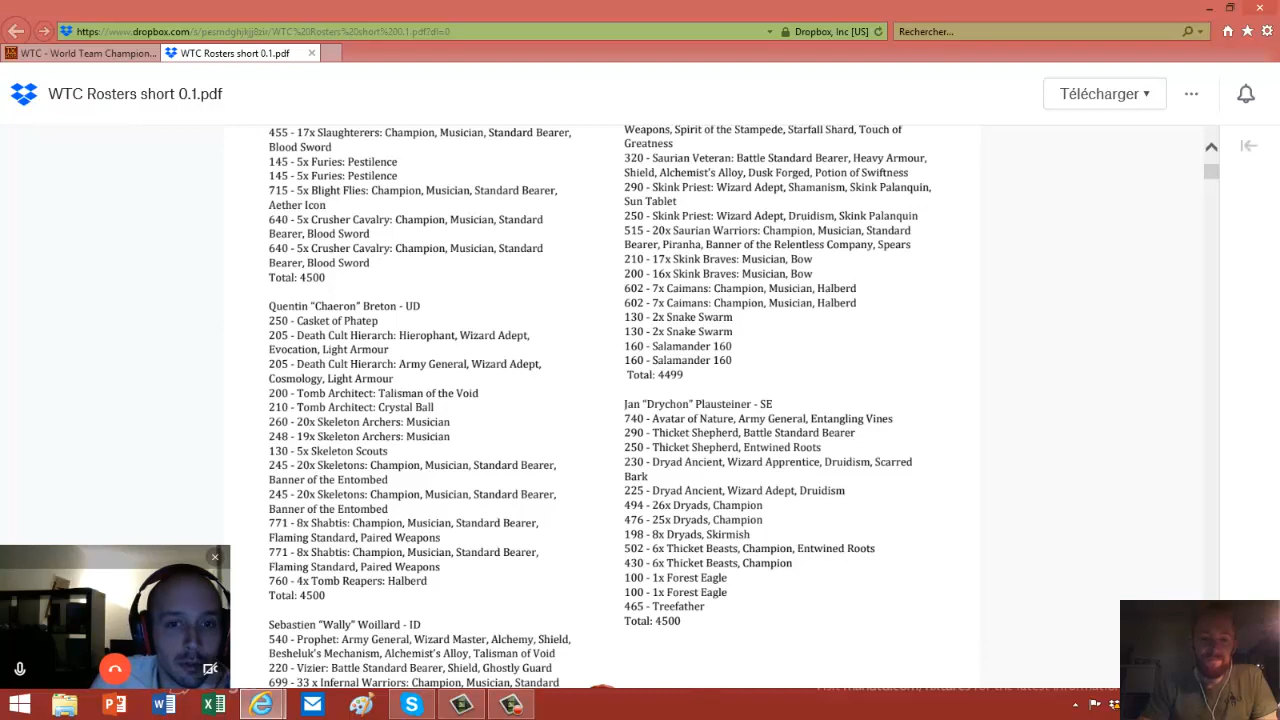 https://www.dropbox.com/s/pesrndghjkjj8zir/WTC%20Rosters%20short%200.1.pdf?dl=0
Dropbox, Inc [US]
Rechercher...
WTC - World Team Champion...
WTC Rosters short 0.1.pdf
WTC Rosters short 0.1.pdf
Télécharger
455 - 17x Slaughterers: Champion, Musician, Standard Bearer,
Blood Sword
145 - 5x Furies: Pestilence
145 - 5x Furies: Pestilence
715 - 5x Blight Flies: Champion, Musician, Standard Bearer,
Aether Icon
640 - 5x Crusher Cavalry: Champion, Musician, Standard
Bearer, Blood Sword
640 - 5x Crusher Cavalry: Champion, Musician, Standard
Bearer, Blood Sword
Total: 4500
Quentin "Chaeron" Breton - UD
250 - Casket of Phatep
205 - Death Cult Hierarch: Hierophant, Wizard Adept,
Evocation, Light Armour
205 - Death Cult Hierarch: Army General, Wizard Adept,
Cosmology, Light Armour
200 - Tomb Architect: Talisman of the Void
210 - Tomb Architect: Crystal Ball
260 - 20x Skeleton Archers: Musician
248 - 19x Skeleton Archers: Musician
130 - 5x Skeleton Scouts
245 - 20x Skeletons: Champion, Musician, Standard Bearer,
Banner of the Entombed
245 - 20x Skeletons: Champion, Musician, Standard Bearer,
Banner of the Entombed
771 - 8x Shabtis: Champion, Musician, Standard Bearer,
Flaming Standard, Paired Weapons
771 - 8x Shabtis: Champion, Musician, Standard Bearer,
Flaming Standard, Paired Weapons
760 - 4x Tomb Reapers: Halberd
Total: 4500
Sebastien "Wally" Woillard - ID
540 - Prophet: Army General, Wizard Master, Alchemy, Shield,
Besheluk's Mechanism, Alchemist's Alloy, Talisman of Void
220 - Vizier: Battle Standard Bearer, Shield, Ghostly Guard
699 - 33 x Infernal Warriors: Champion, Musician, Standard
Weapons, Spirit of the Stampede, Starfall Shard, Touch of
Greatness
320 - Saurian Veteran: Battle Standard Bearer, Heavy Armour,
Shield, Alchemist's Alloy, Dusk Forged, Potion of Swiftness
290 - Skink Priest: Wizard Adept, Shamanism, Skink Palanquin,
Sun Tablet
250 - Skink Priest: Wizard Adept, Druidism, Skink Palanquin
515 - 20x Saurian Warriors: Champion, Musician, Standard
Bearer, Piranha, Banner of the Relentless Company, Spears
210 - 17x Skink Braves: Musician, Bow
200 - 16x Skink Braves: Musician, Bow
602 - 7x Caimans: Champion, Musician, Halberd
602 - 7x Caimans: Champion, Musician, Halberd
130 - 2x Snake Swarm
130 - 2x Snake Swarm
160 - Salamander 160
160 - Salamander 160
Total: 4499
Jan "Drychon" Plausteiner - SE
740 - Avatar of Nature, Army General, Entangling Vines
290 - Thicket Shepherd, Battle Standard Bearer
250 - Thicket Shepherd, Entwined Roots
230 - Dryad Ancient, Wizard Apprentice, Druidism, Scarred
Bark
225 - Dryad Ancient, Wizard Adept, Druidism
494 - 26x Dryads, Champion
476 - 25x Dryads, Champion
198 - 8x Dryads, Skirmish
502 - 6x Thicket Beasts, Champion, Entwined Roots
430 - 6x Thicket Beasts, Champion
100 - 1x Forest Eagle
100 - 1x Forest Eagle
465 - Treefather
Total: 4500